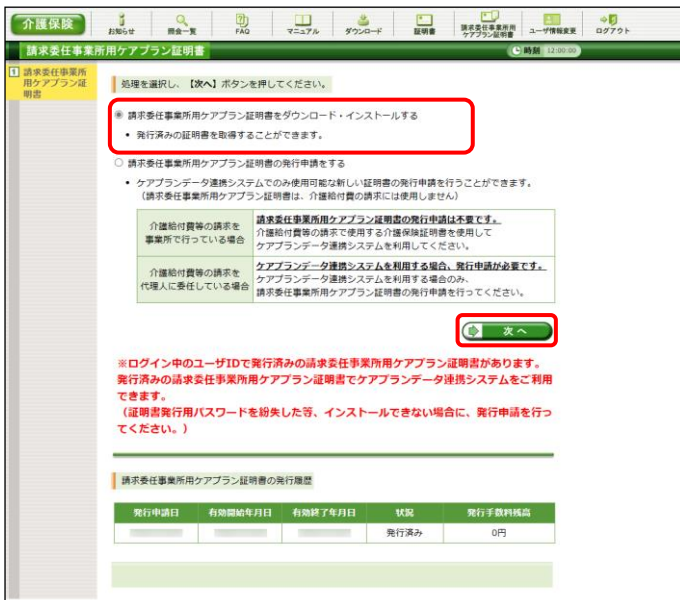 介護保険
お知らせ
照会一覧
FAQ
マニュアル
ダウンロード
証明書
請求委任事業所用
ケアプラン証明書
ユーザ情報変更
ログアウト
請求委任事業所用ケアプラン証明書
時刻 12:00:00
1 請求委任事業所
用ケアプラン証
明書
処理を選択し、【次へ】ボタンを押してください。
請求委任事業所用ケアプラン証明書をダウンロード・インストールする
• 発行済みの証明書を取得することができます。
請求委任事業所用ケアプラン証明書の発行申請をする
• ケアプランデータ連携システムでのみ使用可能な新しい証明書の発行申請を行うことができます。
（請求委任事業所用ケアプラン証明書は、介護給付費の請求には使用しません）
介護給付費等の請求を
事業所で行っている場合
請求委任事業所用ケアプラン証明書の発行申請は不要です。
介護給付費等の請求で使用する介護保険証明書を使用して
ケアプランデータ連携システムを利用してください。
介護給付費等の請求を
代理人に委任している場合
ケアプランデータ連携システムを利用する場合、発行申請が必要です。
ケアプランデータ連携システムを利用する場合のみ、
請求委任事業所用ケアプラン証明書の発行申請を行ってください。
次へ
※ログイン中のユーザIDで発行済みの請求委任事業所用ケアプラン証明書があります。
発行済みの請求委任事業所用ケアプラン証明書でケアプランデータ連携システムをご利用
できます。
（証明書発行用パスワードを紛失した等、インストールできない場合に、発行申請を行っ
てください。）
請求委任事業所用ケアプラン証明書の発行履歴
発行申請日 有効開始年月日 有効終了年月日 状況 発行手数料残高
発行済み 0円